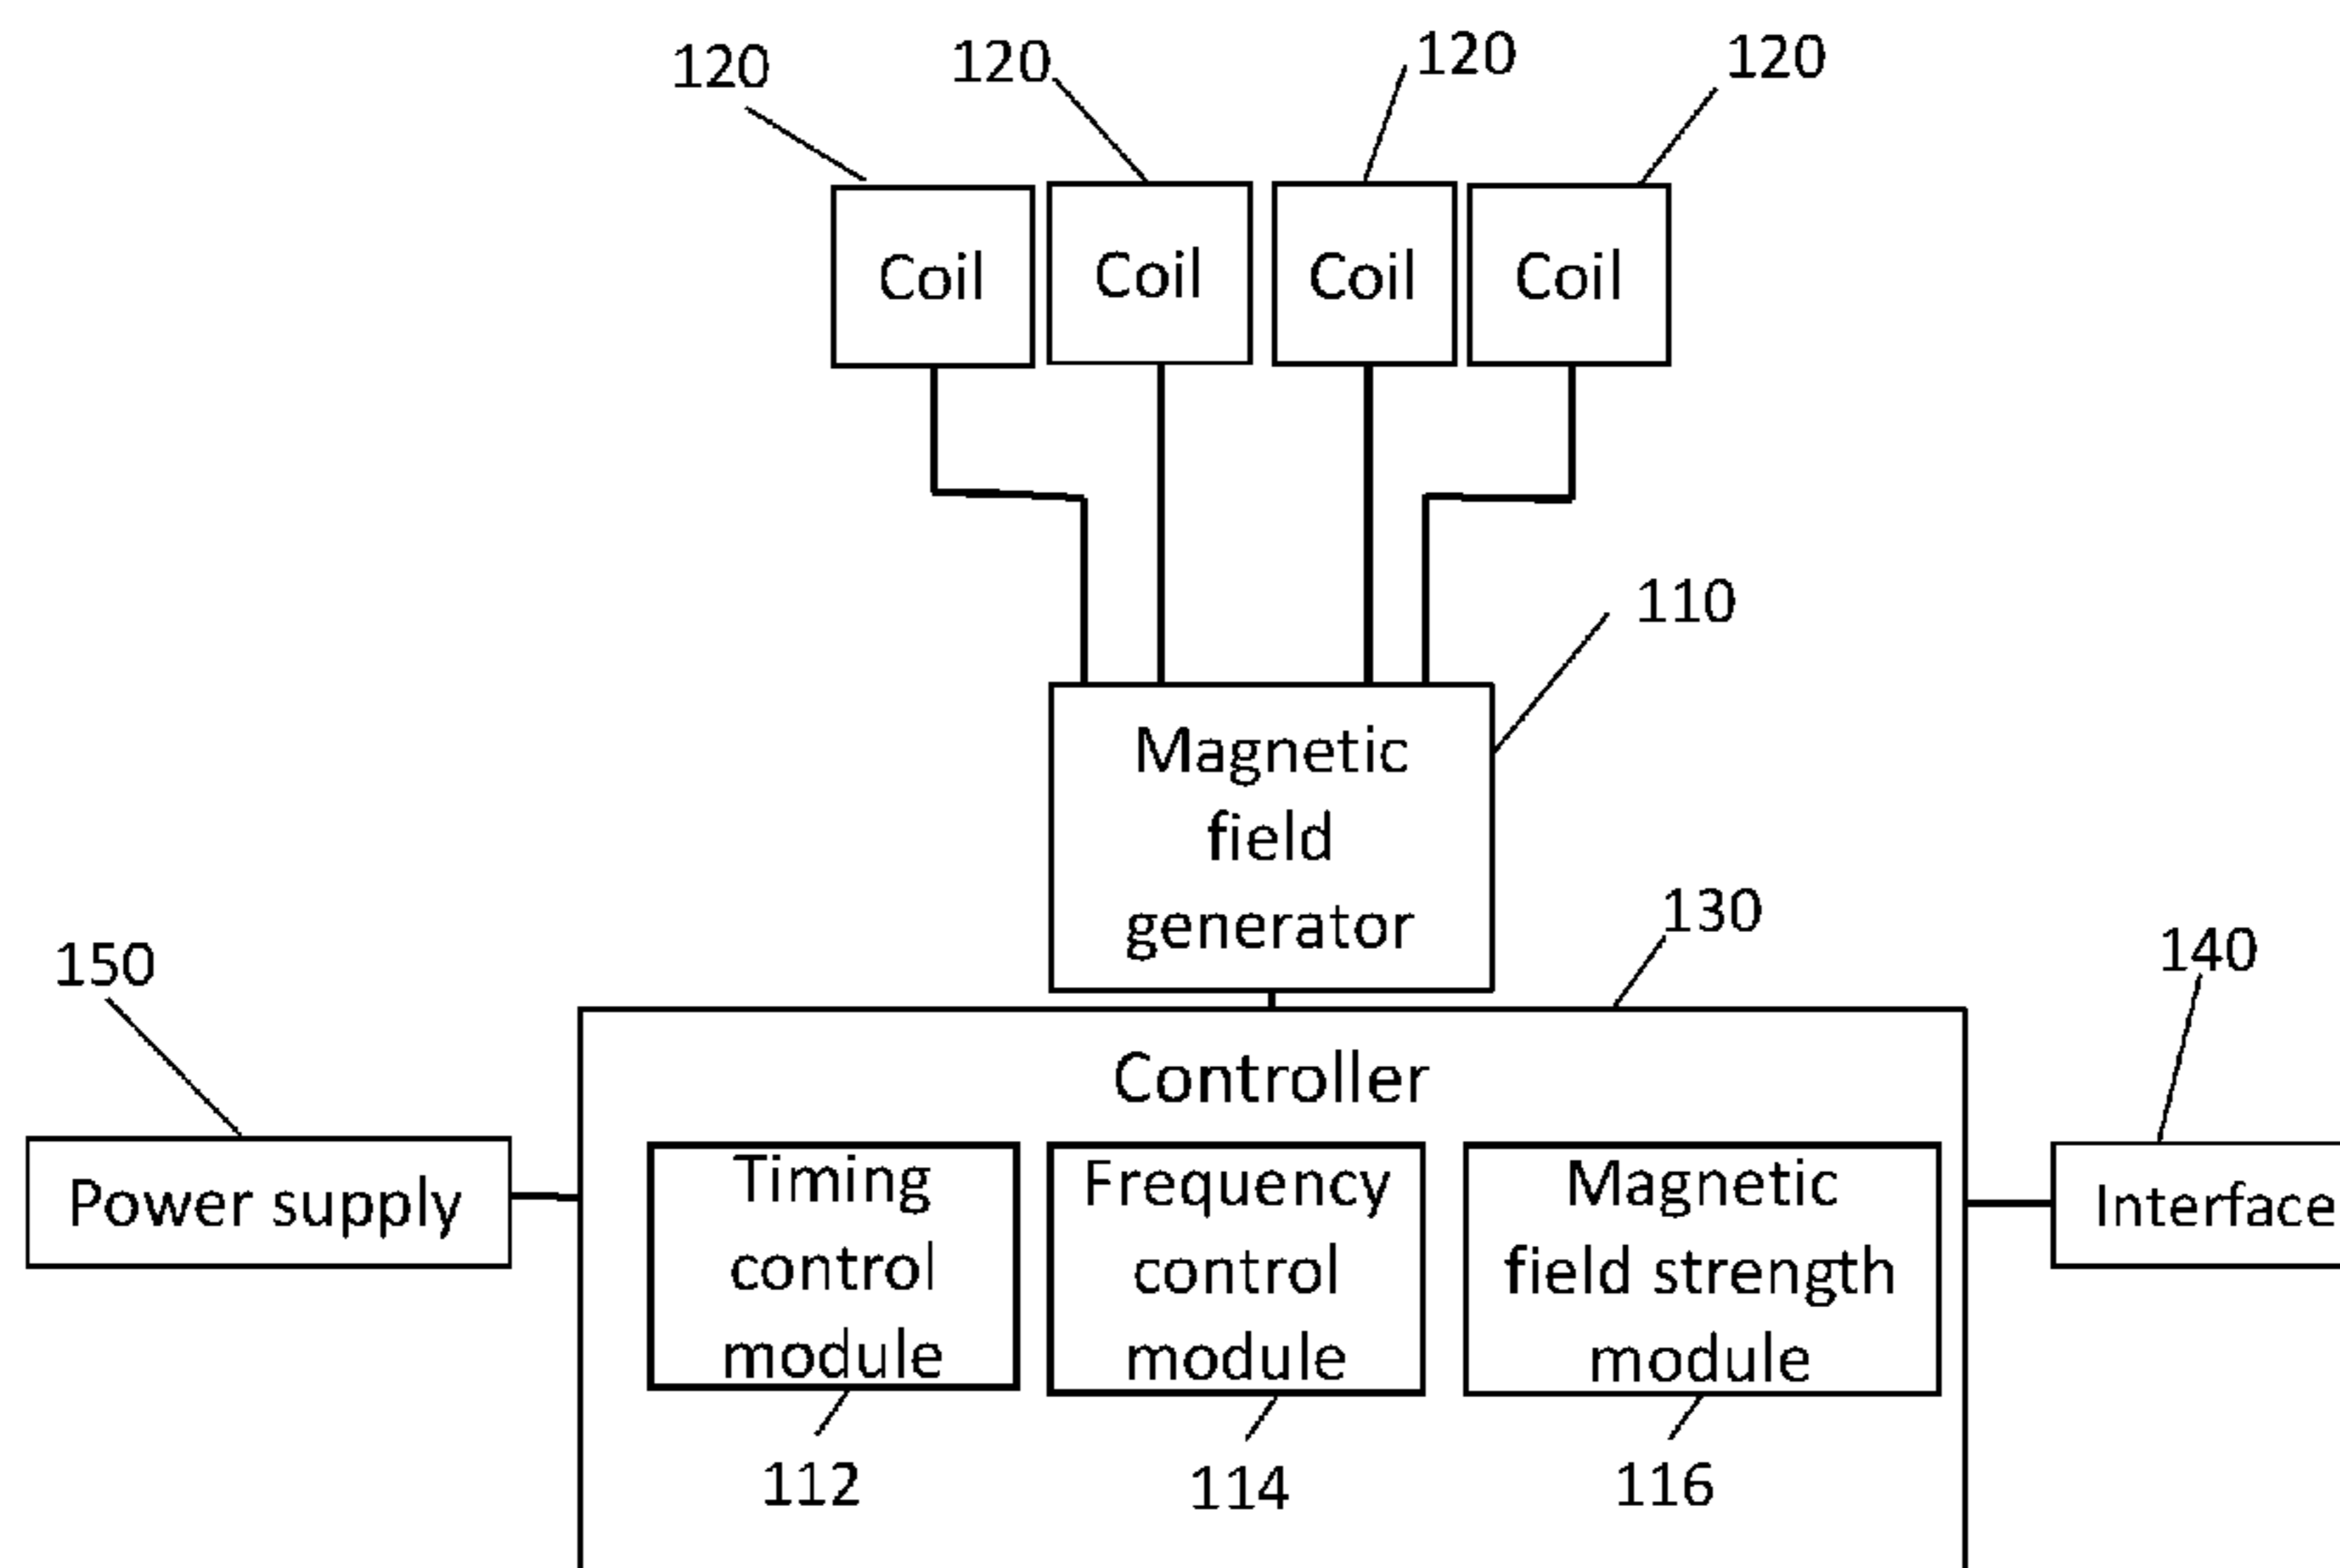 120 120 120 120
Coil Coil Coil Coil
110
Magnetic
field
generator
130
150
140
Controller
Power supply
Timing
control
module
Frequency
control
module
Magnetic
field strength
module
Interface
112 114 116